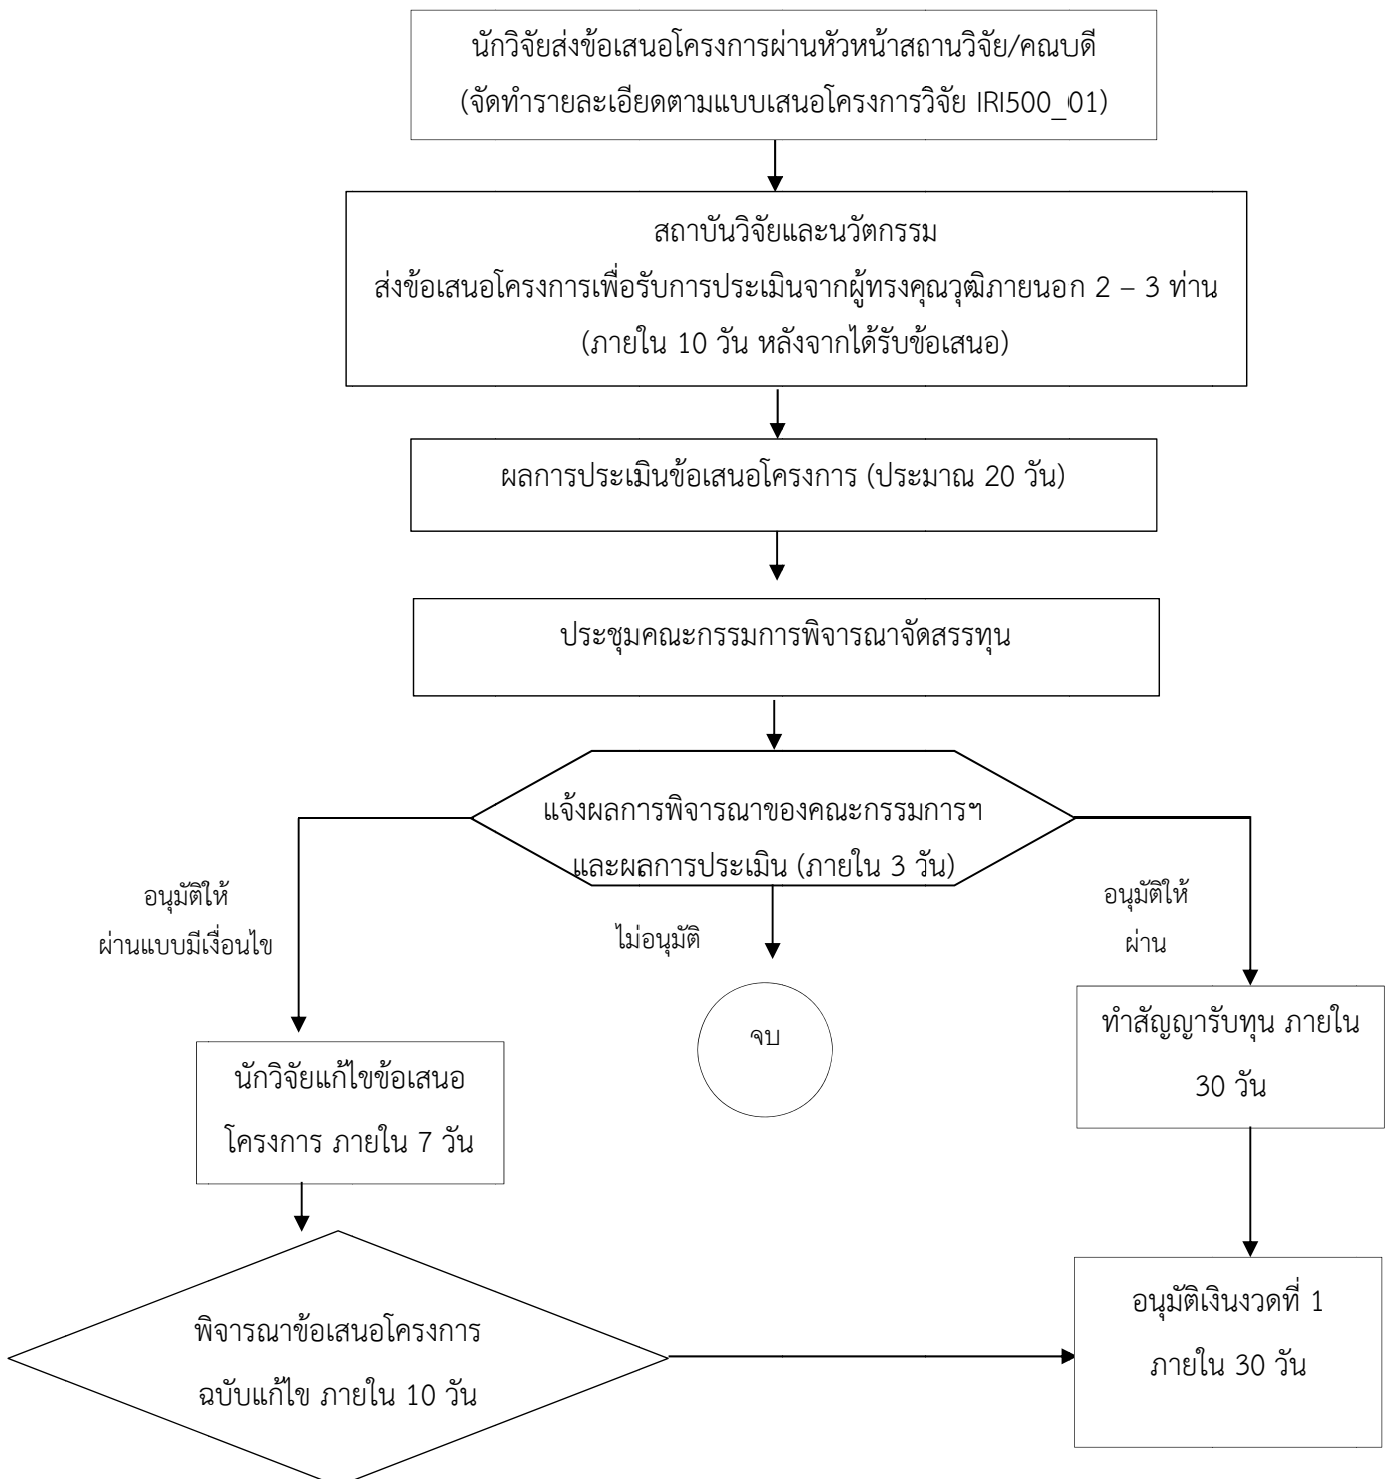 นักวิจัยส่งข้อเสนอโครงการผ่านหัวหน้าสถานวิจัย/คณบดี
(จัดทำรายละเอียดตามแบบเสนอโครงการวิจัย IRI500_01)
สถาบันวิจัยและนวัตกรรม
ส่งข้อเสนอโครงการเพื่อรับการประเมินจากผู้ทรงคุณวุฒิภายนอก 2 – 3 ท่าน
(ภายใน 10 วัน หลังจากได้รับข้อเสนอ)
ผลการประเมินข้อเสนอโครงการ (ประมาณ 20 วัน)
ประชุมคณะกรรมการพิจารณาจัดสรรทุน
แจ้งผลการพิจารณาของคณะกรรมการฯ
และผลการประเมิน (ภายใน 3 วัน)
อนุมัติให้
ผ่านแบบมีเงื่อนไข
ไม่อนุมัติ
อนุมัติให้
ผ่าน
นักวิจัยแก้ไขข้อเสนอ
โครงการ ภายใน 7 วัน
จบ
ทำสัญญารับทุน ภายใน
30 วัน
พิจารณาข้อเสนอโครงการ
ฉบับแก้ไข ภายใน 10 วัน
อนุมัติเงินงวดที่ 1
ภายใน 30 วัน